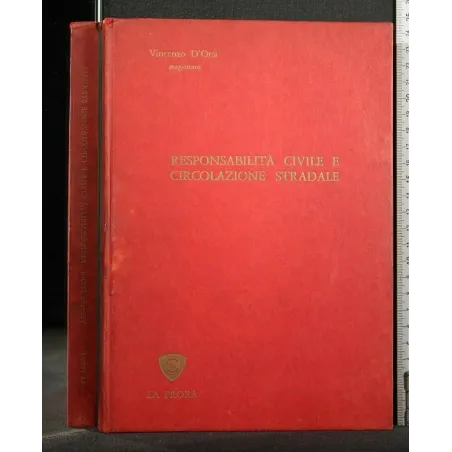 Vincenzo D'Orsi
magistrato
RESPONSABILITÀ CIVILE E
CIRCOLAZIONE STRADALE
LA PRORA